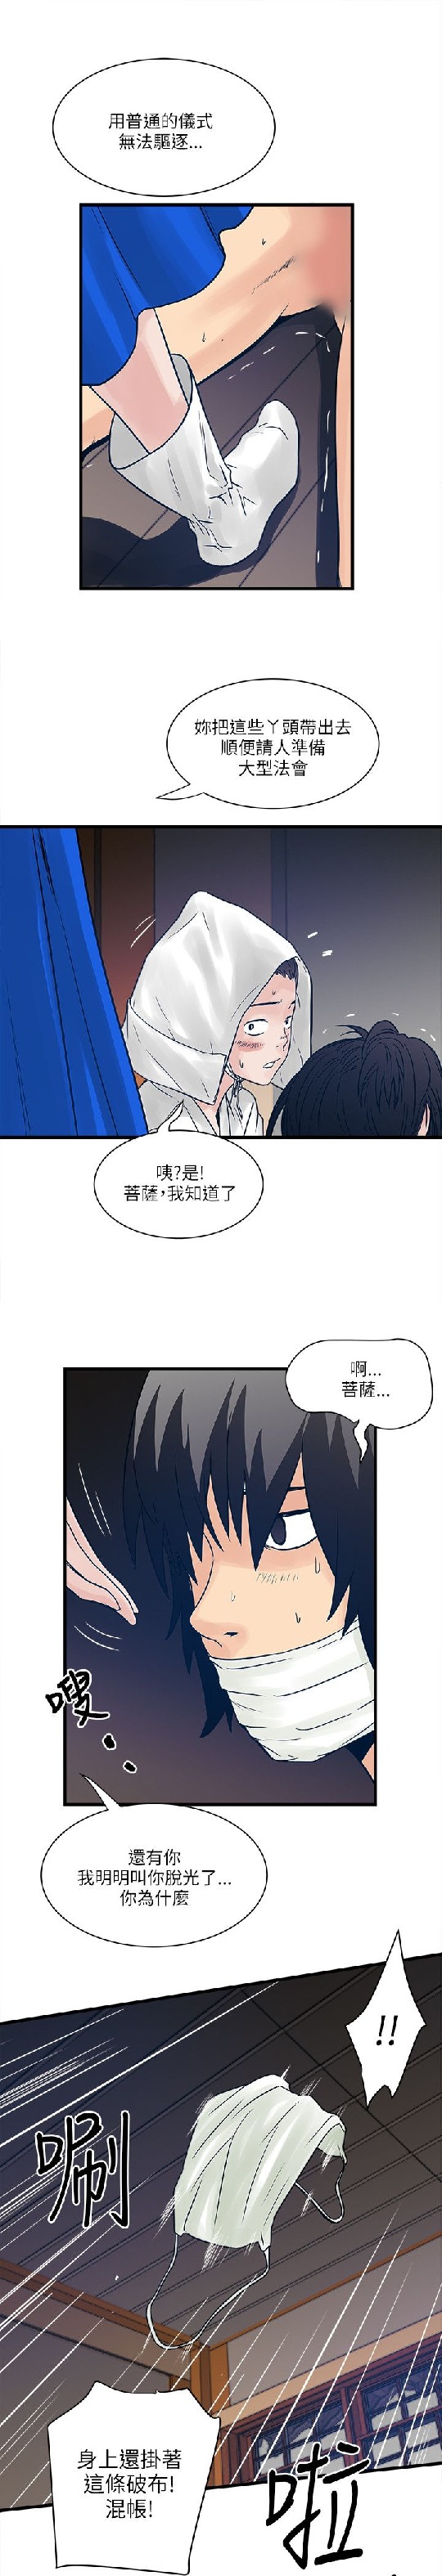 用普通的儀式
無法驅逐...
妳把這些丫頭帶出去
順便請人準備
大型法會
咦?是!
菩薩,我知道了
啊...
菩薩...
嗖
還有你
我明明叫你脫光了...
你為什麼
!!
唰
身上還掛著
這條破布!
混帳!
啦